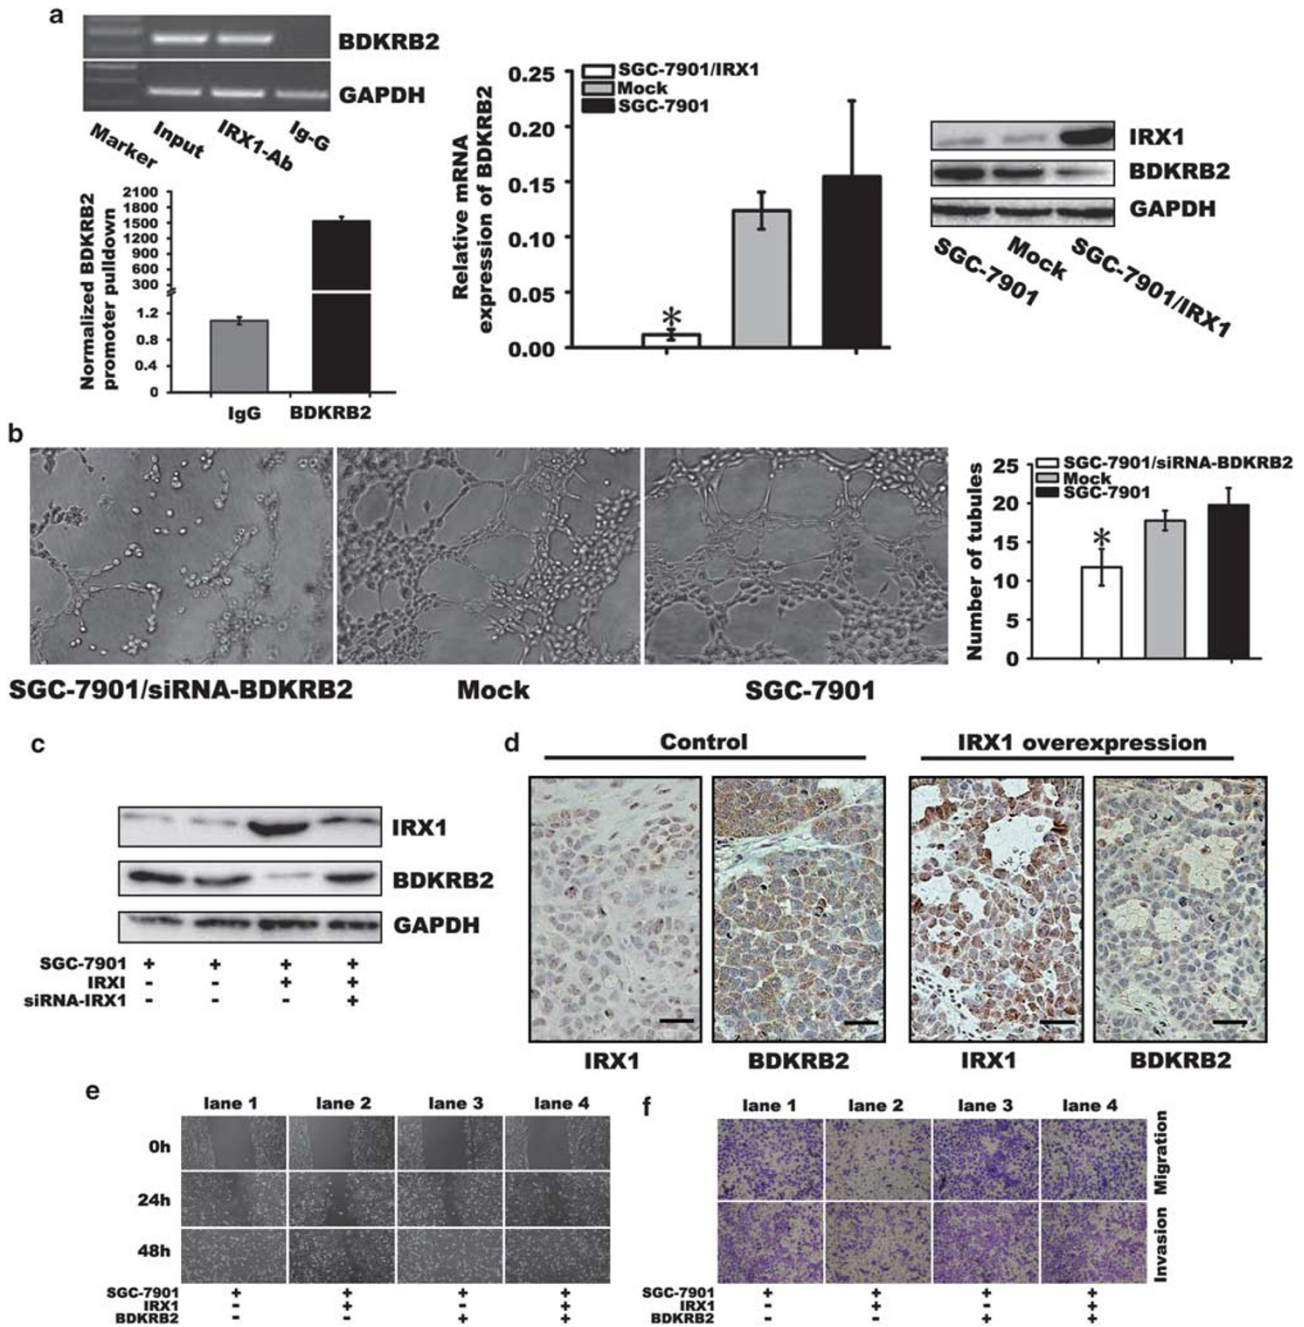 a
BDKRB2
GAPDH
Marker
Input
IRX1-Ab
Ig-G
Normalized BDKRB2
promoter pulldown
2100
1800
1500
1200
900
600
300
1.2
0.8
0.4
0
IgG
BDKRB2
Relative mRNA
expression of BDKRB2
0.25
0.20
0.15
0.10
0.05
0.00
SGC-7901/IRX1
Mock
SGC-7901
*
IRX1
BDKRB2
GAPDH
SGC-7901
Mock
SGC-7901/IRX1
b
SGC-7901/siRNA-BDKRB2
Mock
SGC-7901
Number of tubules
25
20
15
10
5
0
SGC-7901/siRNA-BDKRB2
Mock
SGC-7901
*
c
IRX1
BDKRB2
GAPDH
SGC-7901 + + + +
IRXI - - + +
siRNA-IRX1 - - - +
d
Control
IRX1 overexpression
IRX1
BDKRB2
IRX1
BDKRB2
e
lane 1 lane 2 lane 3 lane 4
0h
24h
48h
SGC-7901 + + + +
IRX1 - + - +
BDKRB2 - - + +
f
lane 1 lane 2 lane 3 lane 4
Migration
Invasion
SGC-7901 + + + +
IRX1 - + - +
BDKRB2 - - + +